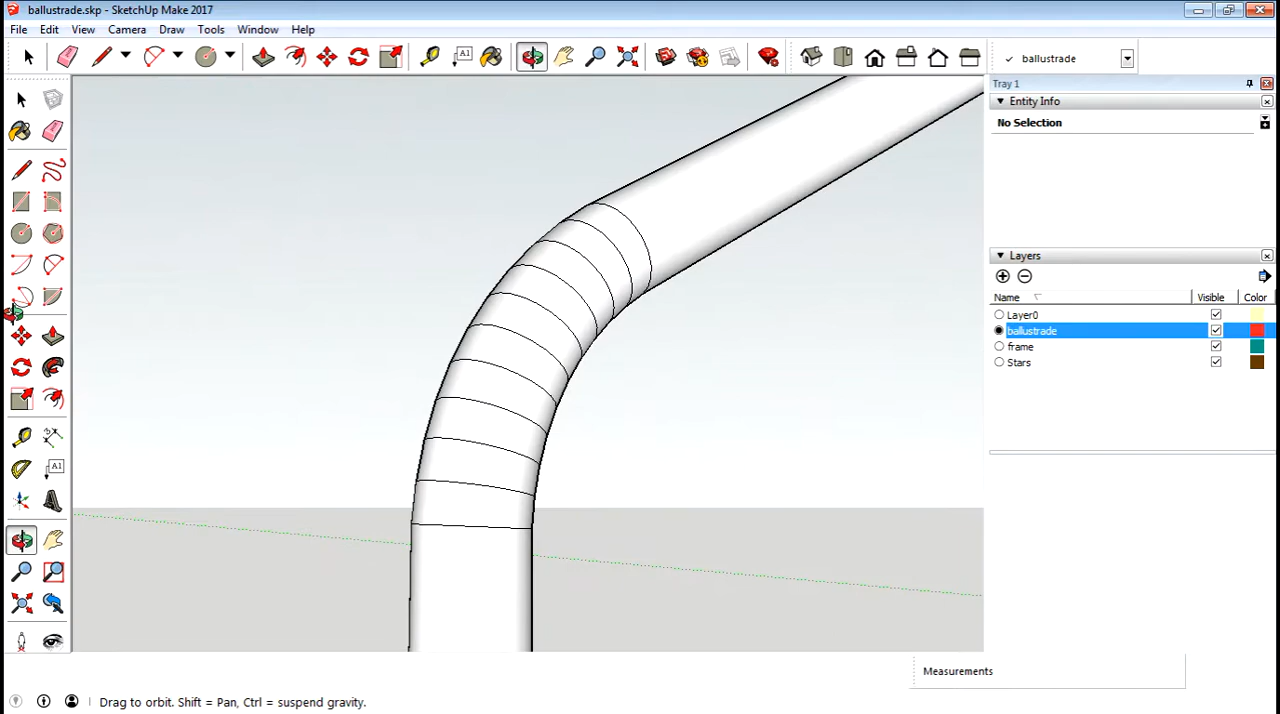 ballustrade.skp - SketchUp Make 2017
File Edit View Camera Draw Tools Window Help
A1
ballustrade
Tray 1
Entity Info
No Selection
Layers
Name Visible Color
Layer0
ballustrade
frame
Stars
A1
Measurements
Drag to orbit. Shift = Pan, Ctrl = suspend gravity.